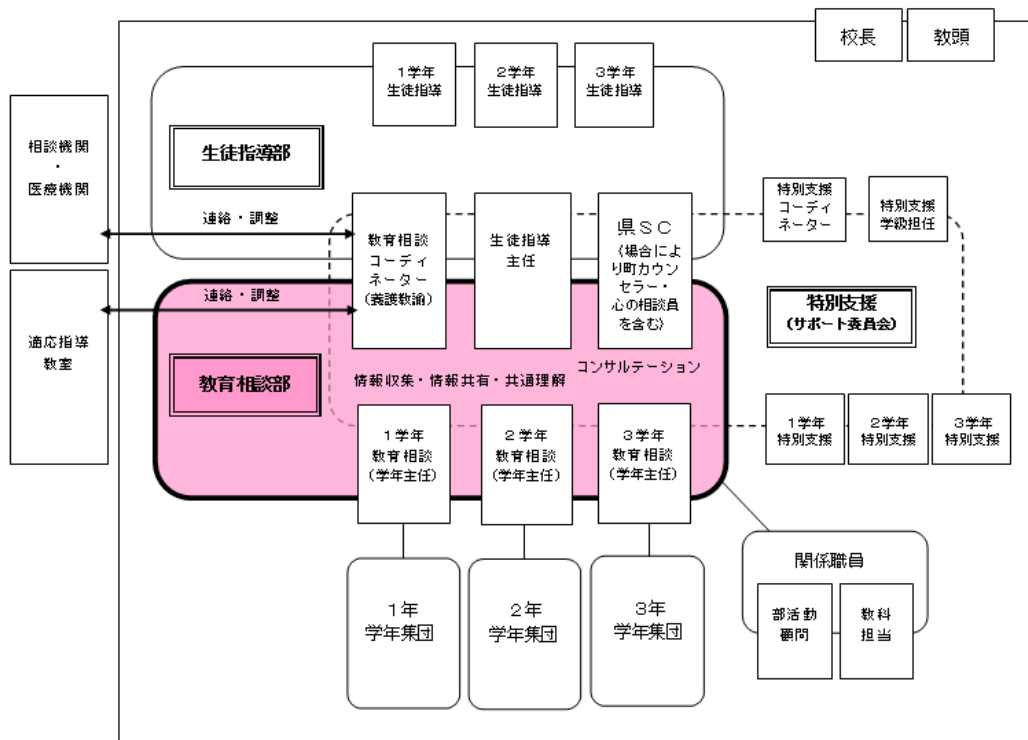 校長
教頭
1学年
生徒指導
2学年
生徒指導
3学年
生徒指導
相談機関
・
医療機関
生徒指導部
連絡・調整
教育相談
コーディ
ネーター
(養護教諭)
生徒指導
主任
県SC
(場合によ
り町カウン
セラー・
心の相談員
を含む)
特別支援
コーディ
ネーター
特別支援
学級担任
連絡・調整
適応指導
教室
特別支援
(サポート委員会)
教育相談部
コンサルテーション
情報収集・情報共有・共通理解
1学年
教育相談
(学年主任)
2学年
教育相談
(学年主任)
3学年
教育相談
(学年主任)
1学年
特別支援
2学年
特別支援
3学年
特別支援
1年
学年集団
2年
学年集団
3年
学年集団
関係職員
部活動
顧問
教科
担当